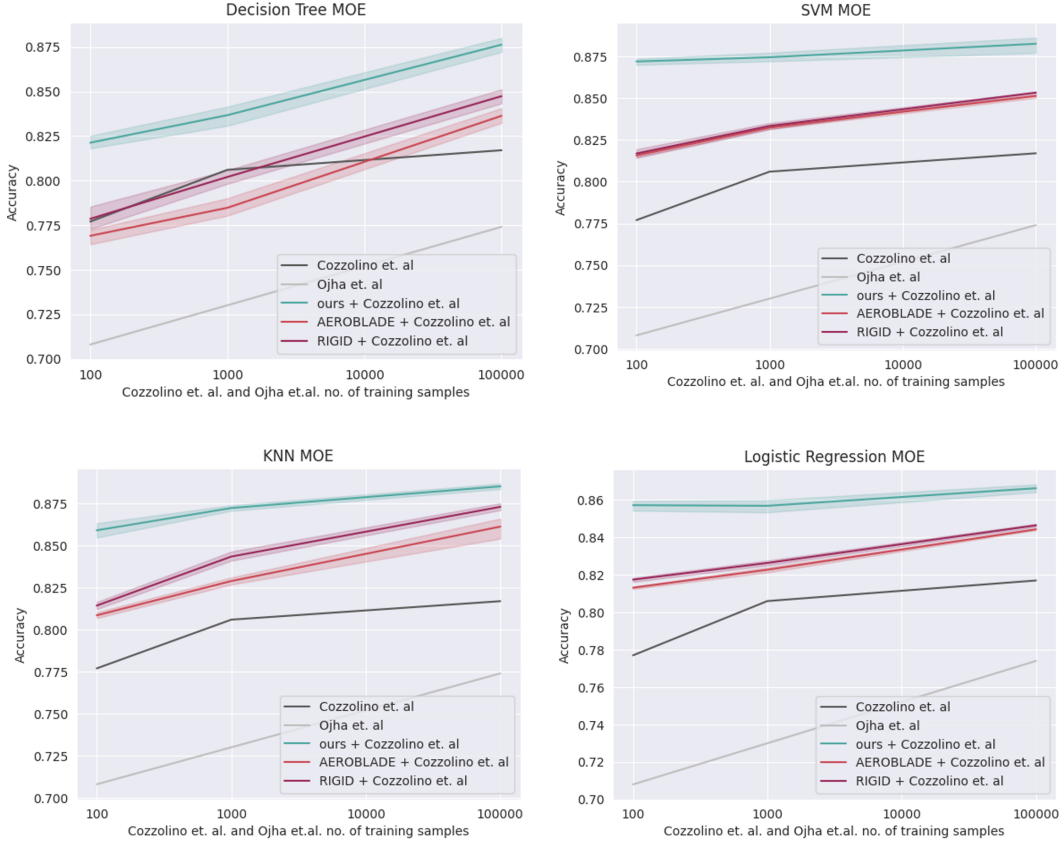 Decision Tree MOE
0.875
0.850
0.825
0.800
0.775
0.750
0.725
0.700
Accuracy
Cozzolino et. al
Ojha et. al
ours + Cozzolino et. al
AEROBLADE + Cozzolino et. al
RIGID + Cozzolino et. al
100 1000 10000 100000
Cozzolino et. al. and Ojha et.al. no. of training samples
SVM MOE
0.875
0.850
0.825
0.800
0.775
0.750
0.725
0.700
Accuracy
Cozzolino et. al
Ojha et. al
ours + Cozzolino et. al
AEROBLADE + Cozzolino et. al
RIGID + Cozzolino et. al
100 1000 10000 100000
Cozzolino et. al. and Ojha et.al. no. of training samples
KNN MOE
0.875
0.850
0.825
0.800
0.775
0.750
0.725
0.700
Accuracy
Cozzolino et. al
Ojha et. al
ours + Cozzolino et. al
AEROBLADE + Cozzolino et. al
RIGID + Cozzolino et. al
100 1000 10000 100000
Cozzolino et. al. and Ojha et.al. no. of training samples
Logistic Regression MOE
0.86
0.84
0.82
0.80
0.78
0.76
0.74
0.72
0.70
Accuracy
Cozzolino et. al
Ojha et. al
ours + Cozzolino et. al
AEROBLADE + Cozzolino et. al
RIGID + Cozzolino et. al
100 1000 10000 100000
Cozzolino et. al. and Ojha et.al. no. of training samples